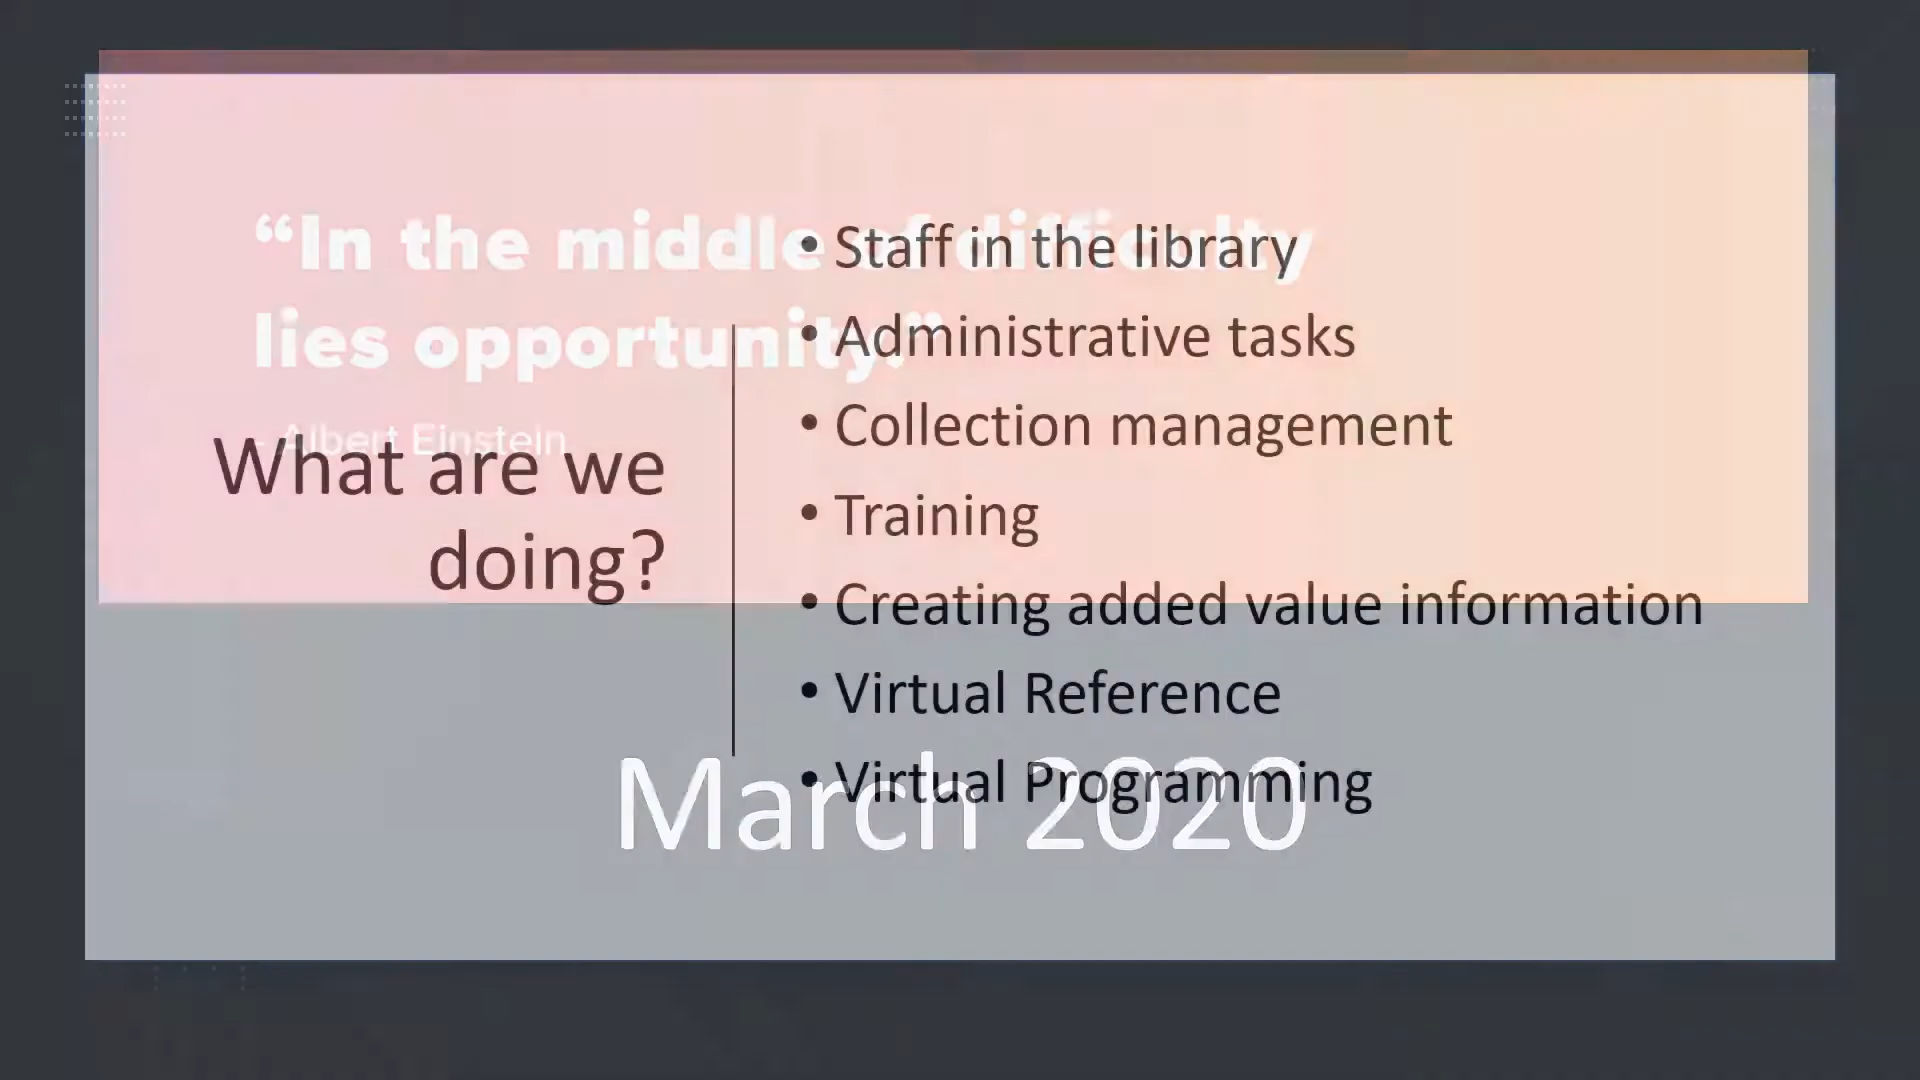 “In the middle of difficulty
lies opportunity.”
- Albert Einstein
March 2020
What are we
doing?
• Staff in the library
• Administrative tasks
• Collection management
• Training
• Creating added value information
• Virtual Reference
• Virtual Programming